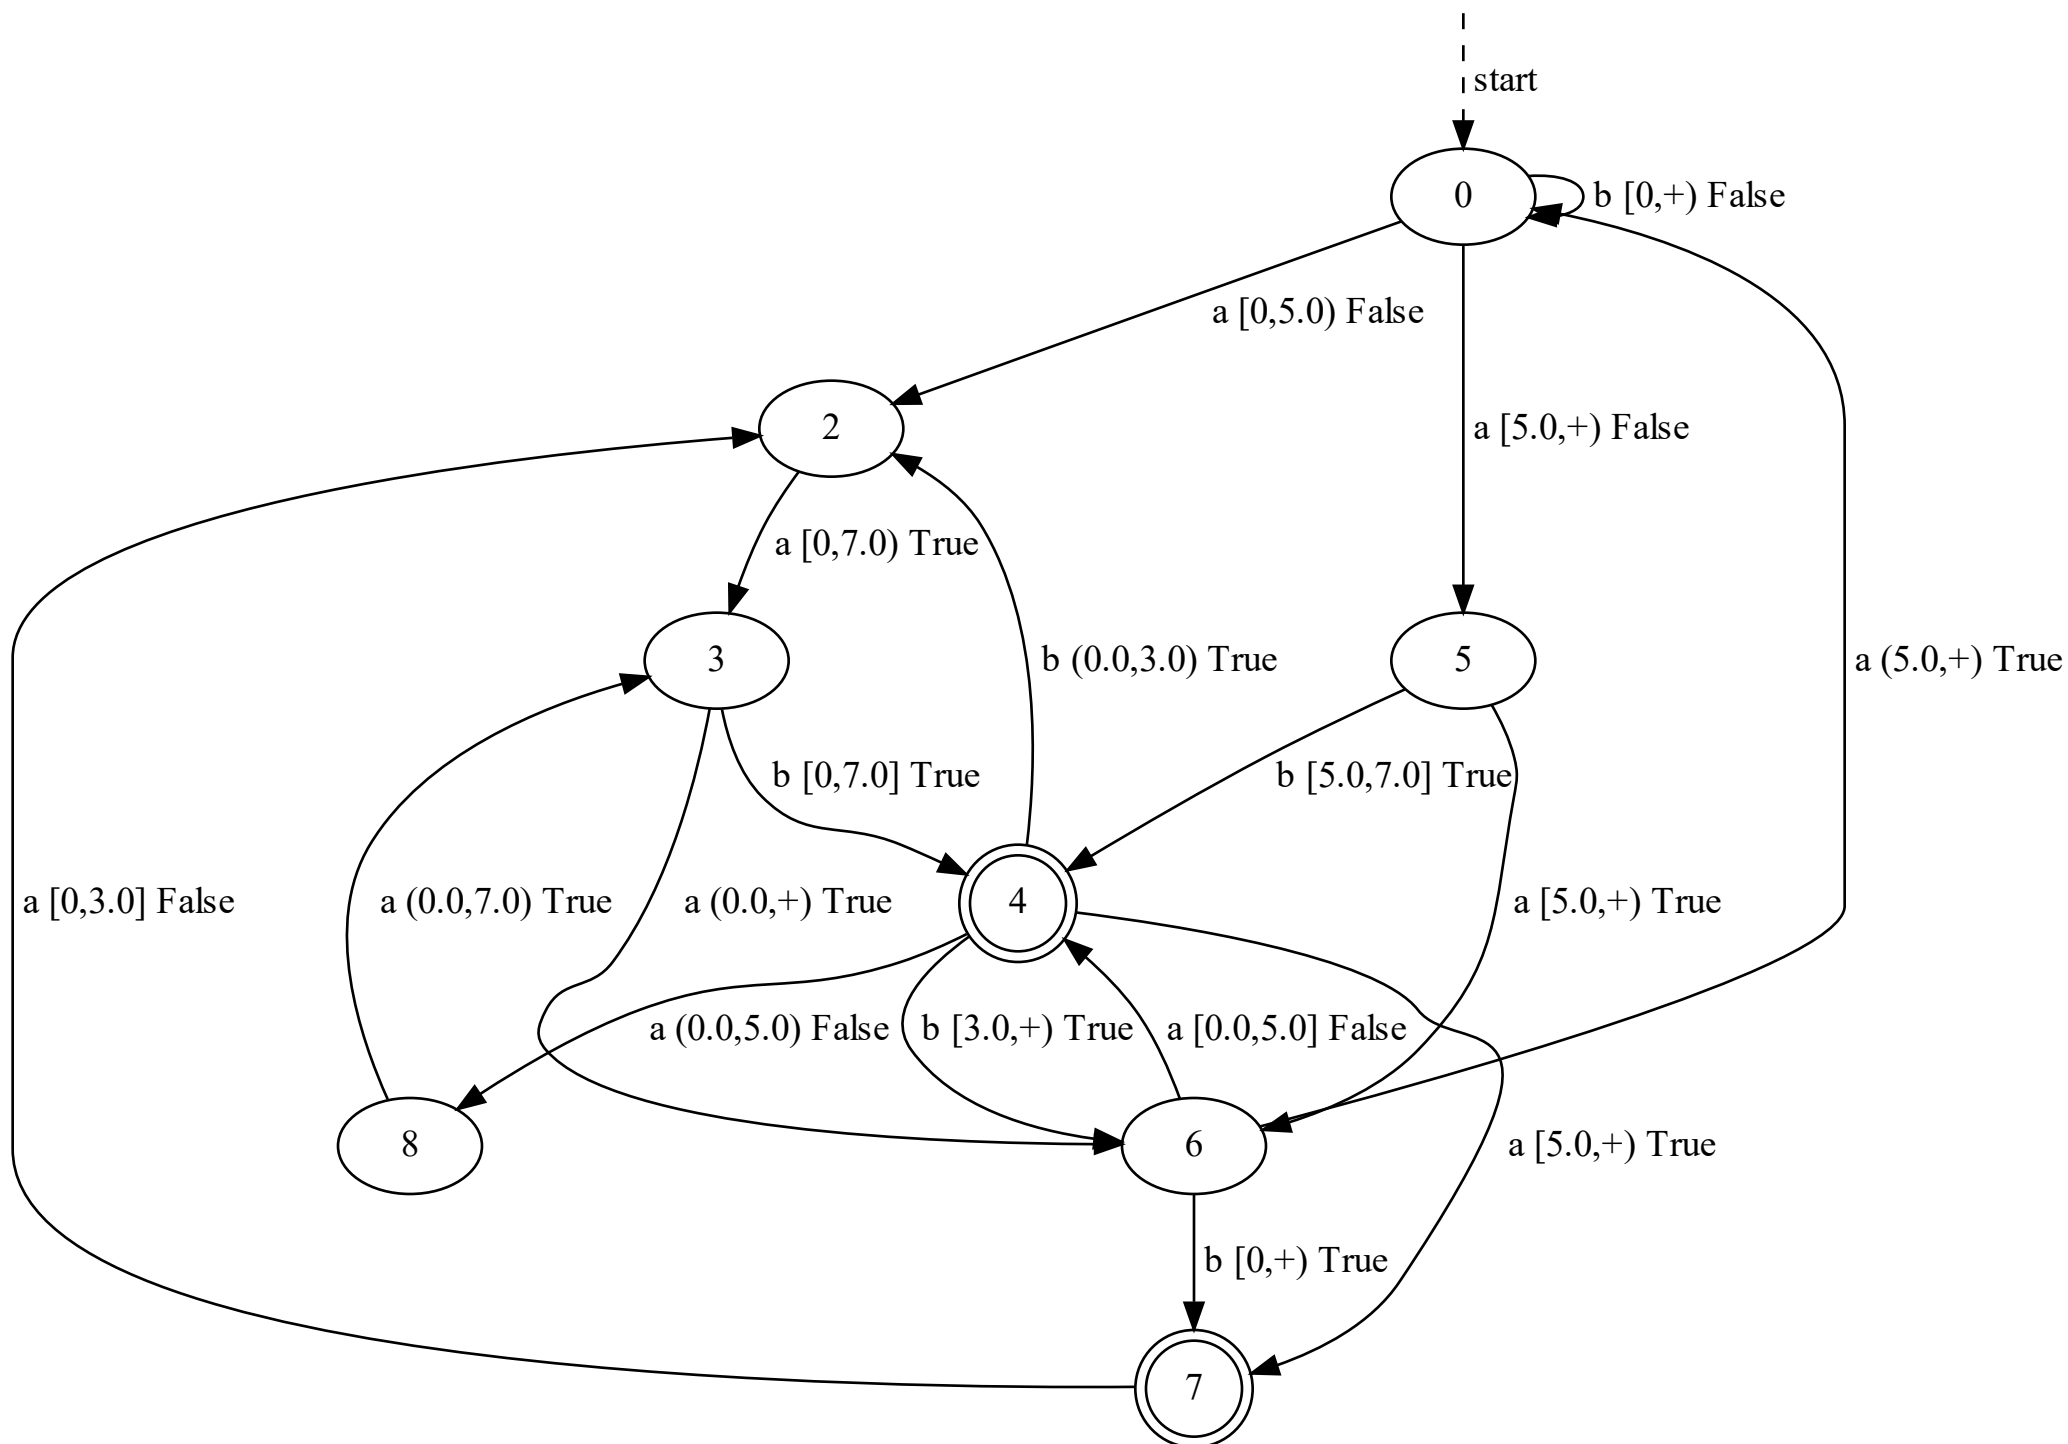 start
0
b [0,+) False
a [0,5.0) False
2
a [5.0,+) False
a [0,7.0) True
3
b (0.0,3.0) True
5
a (5.0,+) True
b [0,7.0] True
b [5.0,7.0] True
a [0,3.0] False
a (0.0,7.0) True
a (0.0,+) True
4
a [5.0,+) True
a (0.0,5.0) False
b [3.0,+) True
a [0.0,5.0] False
8
6
a [5.0,+) True
b [0,+) True
7